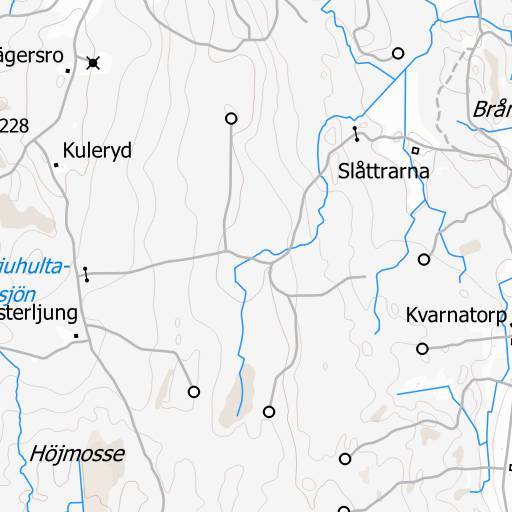 ägersro
Brån
228
Kuleryd
Slåttrarna
juhulta-
sjön
sterljung
Kvarnatorp
Höjmosse